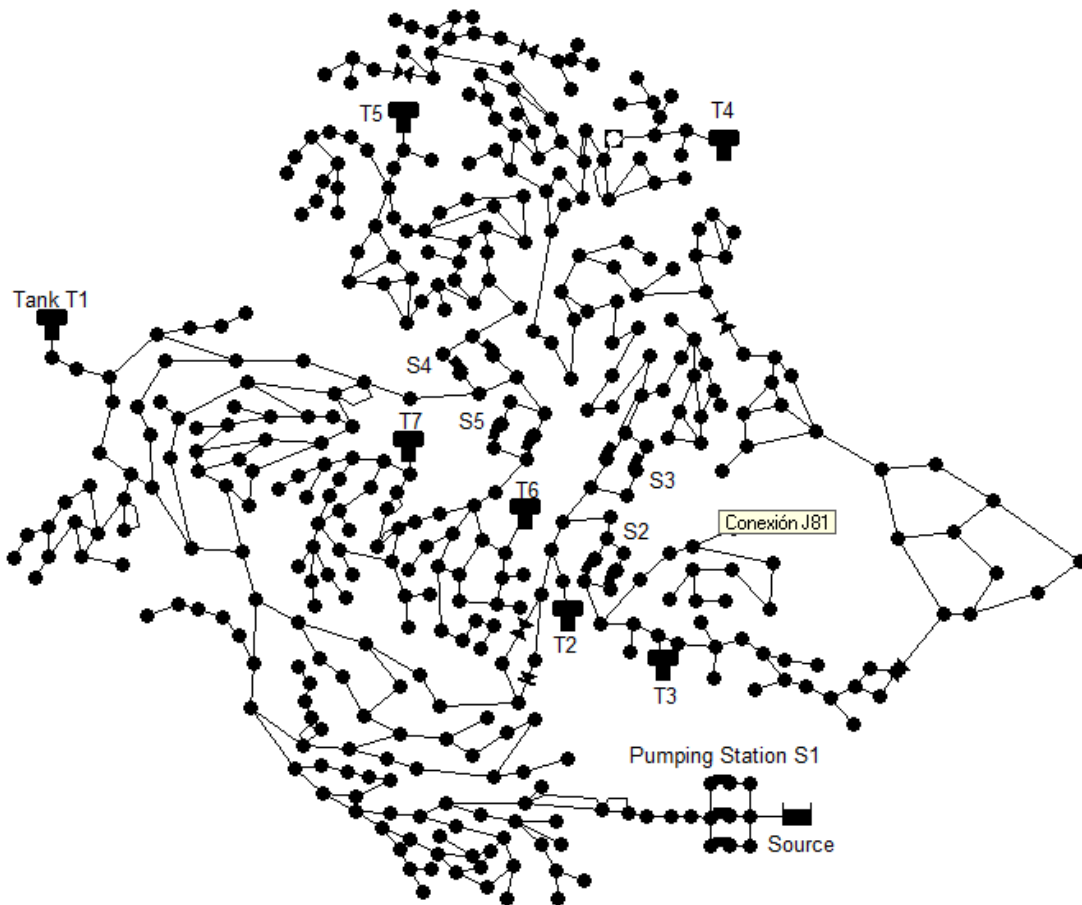 T5
T4
Tank T1
S4
S5
T7
S3
T6
S2
Conexión J81
T2
T3
Pumping Station S1
Source